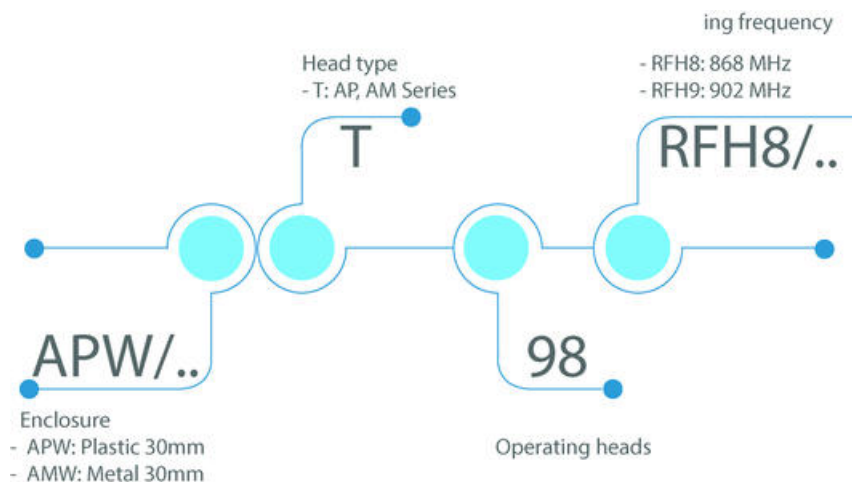 ing frequency
- RFH8: 868 MHz
- RFH9: 902 MHz
Head type
- T: AP, AM Series
T
RFH8/..
APW/..
98
Enclosure
- APW: Plastic 30mm
- AMW: Metal 30mm
Operating heads